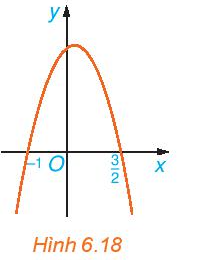 y
-1 O 3/2 x
Hình 6.18